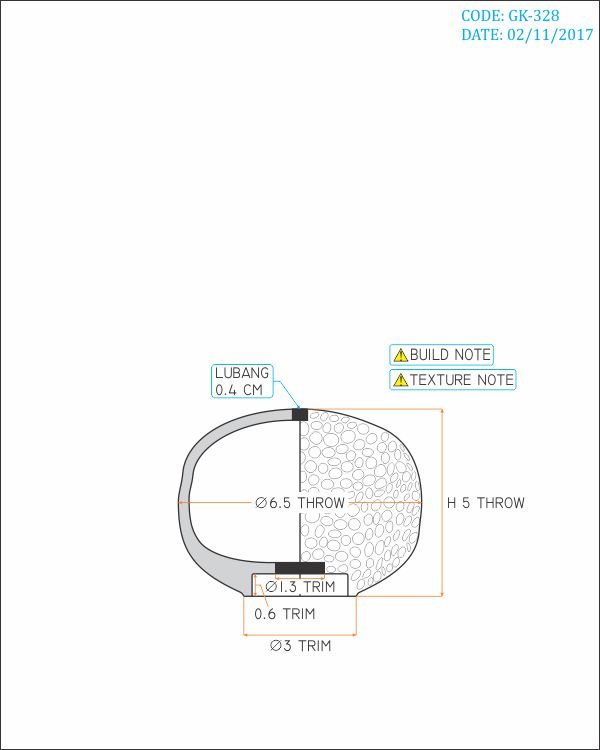 CODE: GK-328
DATE: 02/11/2017
BUILD NOTE
TEXTURE NOTE
LUBANG
0.4 CM
∅6.5 THROW
H 5 THROW
∅1.3 TRIM
0.6 TRIM
∅3 TRIM